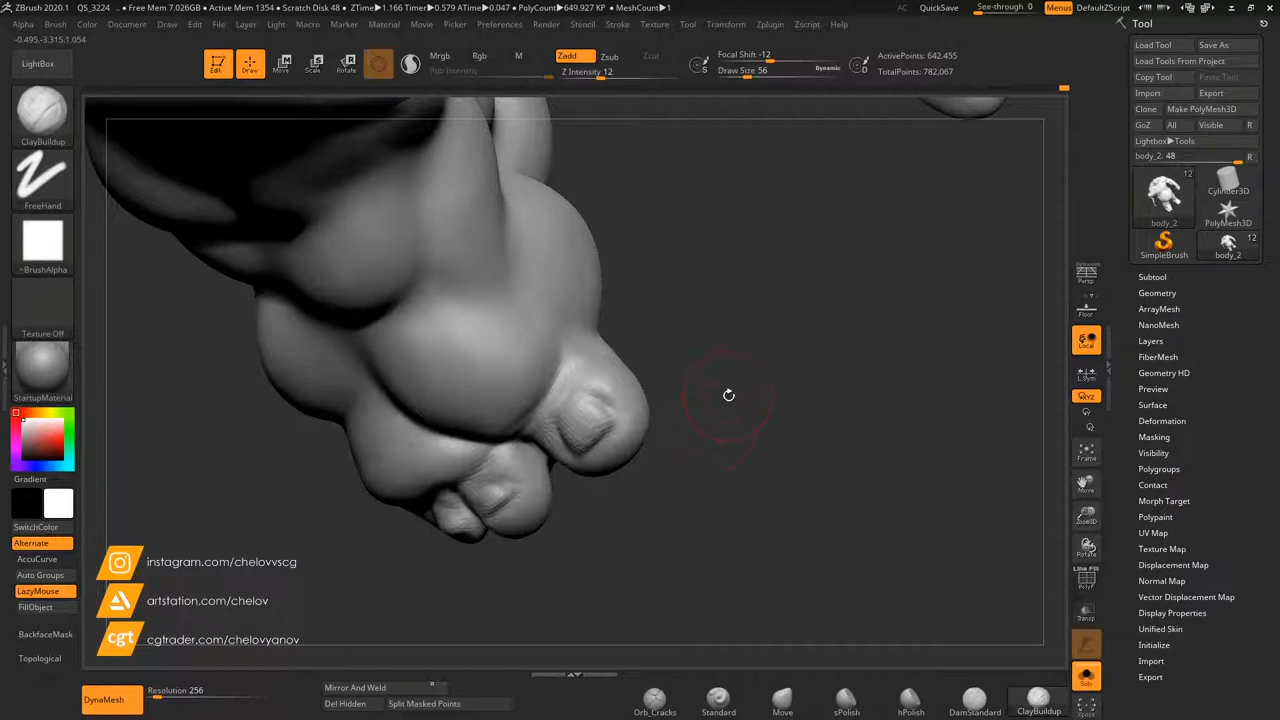 ZBrush 2020.1 QS_3224 .. • Free Mem 7.026GB • Active Mem 1354 • Scratch Disk 48 • ZTime►1.166 Timer►0.579 ATime►0.047 • PolyCount►649.927 KP • MeshCount►1 AC QuickSave See-through 0 Menus DefaultZScript
Alpha Brush Color Document Draw Edit File Layer Light Macro Marker Material Movie Picker Preferences Render Stencil Stroke Texture Tool Transform Zplugin Zscript
-0.495,-3.315,1.054
LightBox
Edit Draw Move Scale Rotate
Mrgb Rgb M
Rgb Intensity
Zadd Zsub Zcut
Z Intensity 12
Focal Shift -12
Draw Size 56 Dynamic
ActivePoints: 642.455
TotalPoints: 782,067
ClayBuildup
FreeHand
~BrushAlpha
Texture Off
StartupMaterial
Gradient
SwitchColor
Alternate
AccuCurve
Auto Groups
LazyMouse
FillObject
BackfaceMask
Topological
instagram.com/chelovvscg
artstation.com/chelov
cgt cgtrader.com/chelovyanov
DynaMesh
Resolution 256
Mirror And Weld
Del Hidden Split Masked Points
Orb_Cracks Standard Move sPolish hPolish DamStandard ClayBuildup
Persp
Floor
Local
L.Sym
XYZ
Frame
Move
Zoom3D
Rotate
Line Fill
PolyF
Transp
Solo
Xpose
Tool
Load Tool Save As
Load Tools From Project
Copy Tool Paste Tool
Import Export
Clone Make PolyMesh3D
GoZ All Visible R
Lightbox►Tools
body_2. 48 R
12
body_2
Cylinder3D
PolyMesh3D
SimpleBrush
12
body_2
Subtool
Geometry
ArrayMesh
NanoMesh
Layers
FiberMesh
Geometry HD
Preview
Surface
Deformation
Masking
Visibility
Polygroups
Contact
Morph Target
Polypaint
UV Map
Texture Map
Displacement Map
Normal Map
Vector Displacement Map
Display Properties
Unified Skin
Initialize
Import
Export